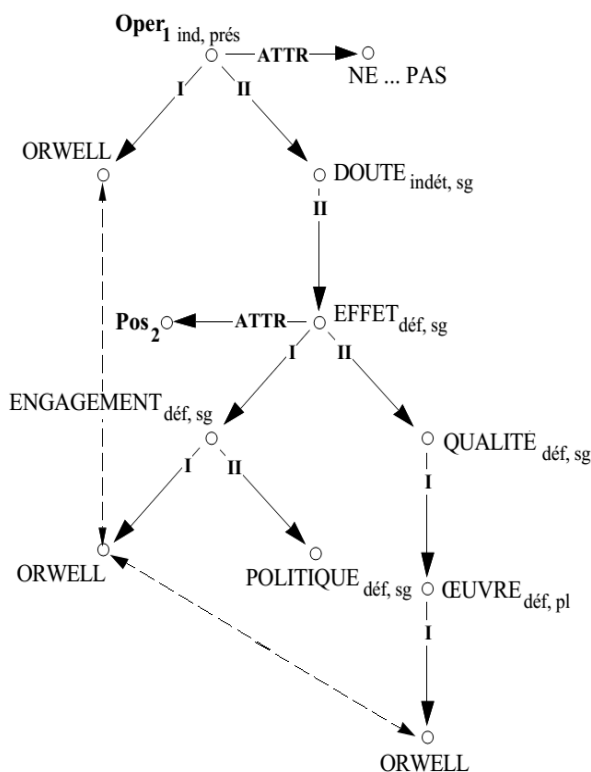 Oper1 ind, prés
ATTR
NE ... PAS
I II
ORWELL
DOUTE indét, sg
II
Pos2 ATTR EFFET déf, sg
I II
ENGAGEMENT déf, sg
QUALITÉ déf, sg
I II I
ORWELL
POLITIQUE déf, sg
ŒUVRE déf, pl
I
ORWELL